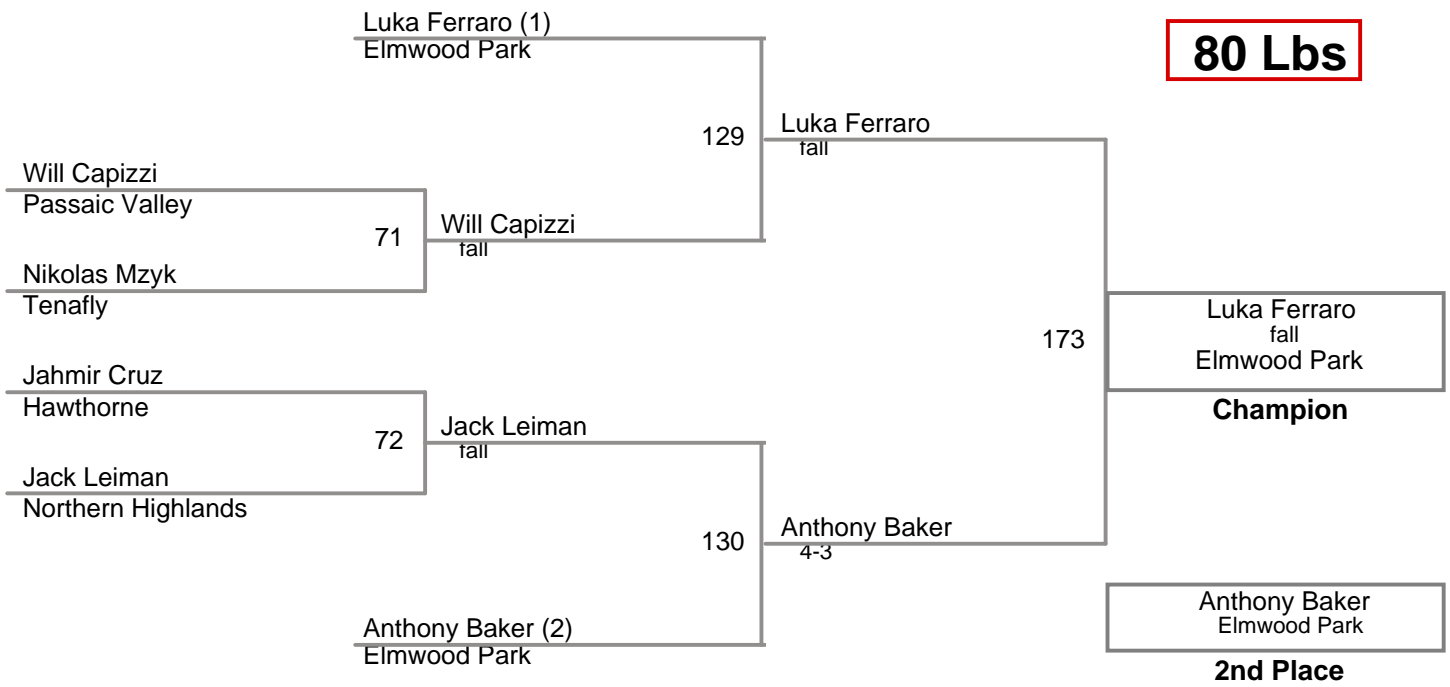 Luka Ferraro (1)
Elmwood Park
80 Lbs
129
Luka Ferraro
fall
Will Capizzi
Passaic Valley
71
Will Capizzi
fall
Nikolas Mzyk
Tenafly
173
Luka Ferraro
fall
Elmwood Park
Champion
Jahmir Cruz
Hawthorne
72
Jack Leiman
fall
Jack Leiman
Northern Highlands
130
Anthony Baker
4-3
Anthony Baker (2)
Elmwood Park
Anthony Baker
Elmwood Park
2nd Place